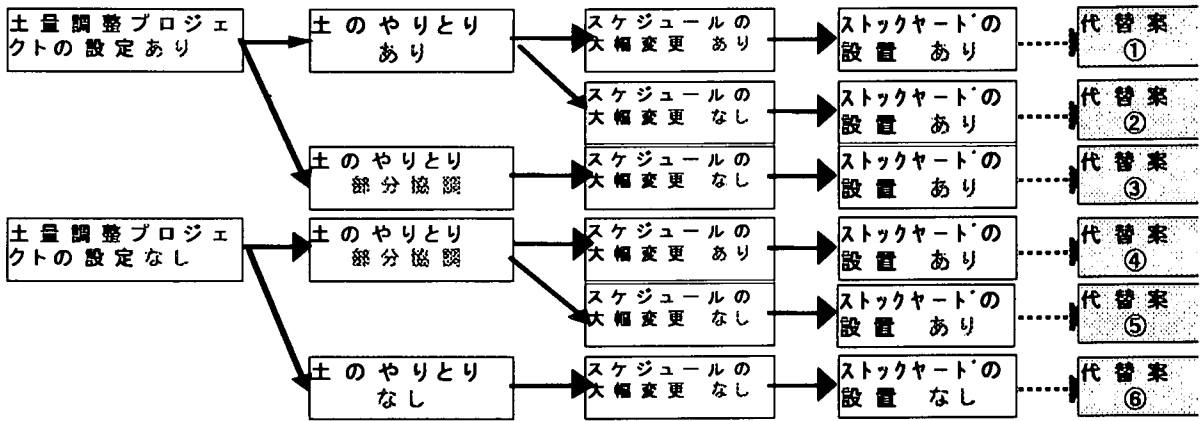 土量調整プロジェ
クトの設定あり
土のやりとり
あり
スケジュールの
大幅変更 あり
ストックヤードの
設置 あり
代替案
①
スケジュールの
大幅変更 なし
ストックヤードの
設置 あり
代替案
②
土のやりとり
部分協調
スケジュールの
大幅変更 なし
ストックヤードの
設置 あり
代替案
③
土量調整プロジェ
クトの設定なし
土のやりとり
部分協調
スケジュールの
大幅変更 あり
ストックヤードの
設置 あり
代替案
④
スケジュールの
大幅変更 なし
ストックヤードの
設置 あり
代替案
⑤
土のやりとり
なし
スケジュールの
大幅変更 なし
ストックヤードの
設置 なし
代替案
⑥